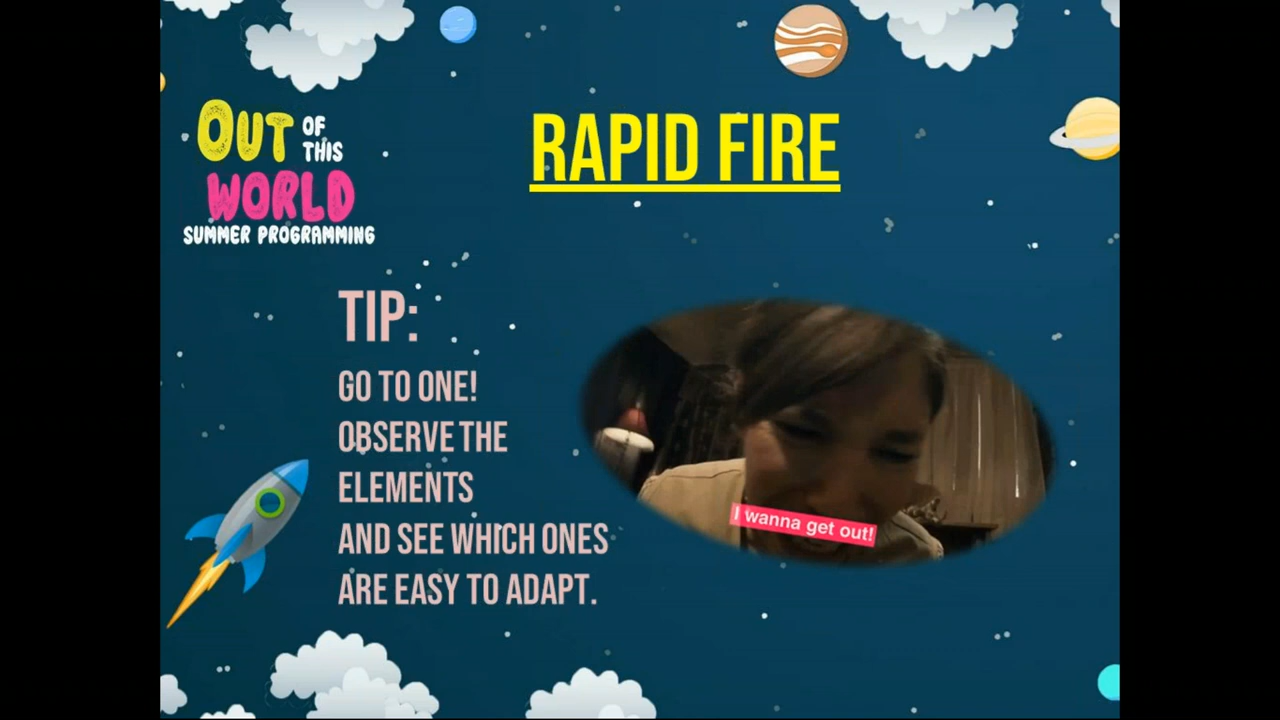 OUT OF
THIS
WORLD
SUMMER PROGRAMMING
RAPID FIRE
TIP:
GO TO ONE!
OBSERVE THE
ELEMENTS
AND SEE WHICH ONES
ARE EASY TO ADAPT.
I wanna get out!